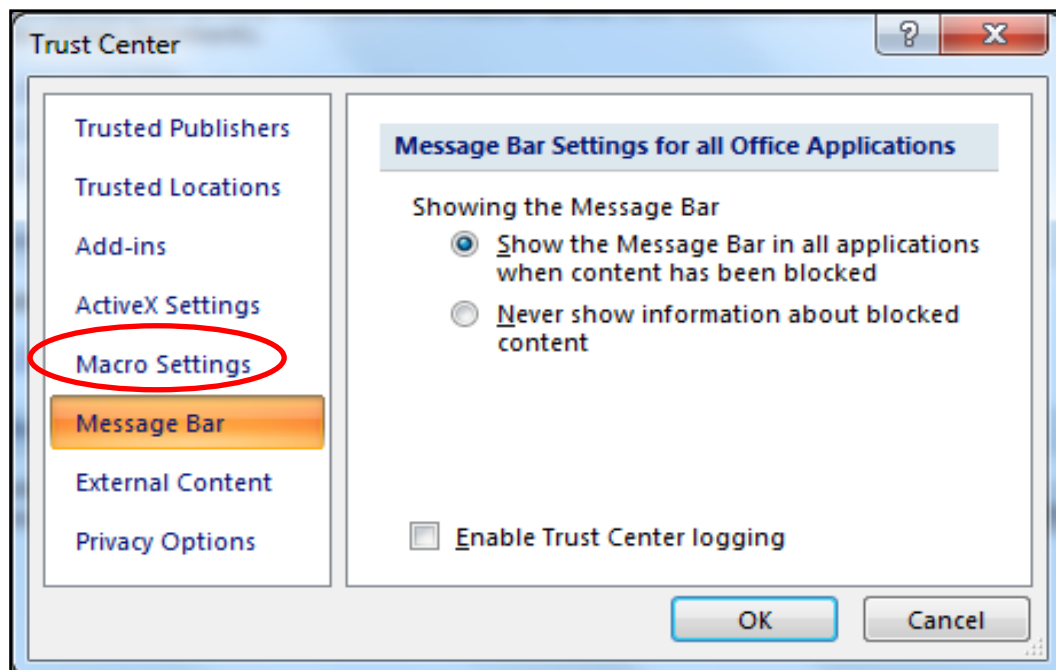 Trust Center
Trusted Publishers
Trusted Locations
Add-ins
ActiveX Settings
Macro Settings
Message Bar
External Content
Privacy Options
Message Bar Settings for all Office Applications
Showing the Message Bar
Show the Message Bar in all applications
when content has been blocked
Never show information about blocked
content
Enable Trust Center logging
OK
Cancel